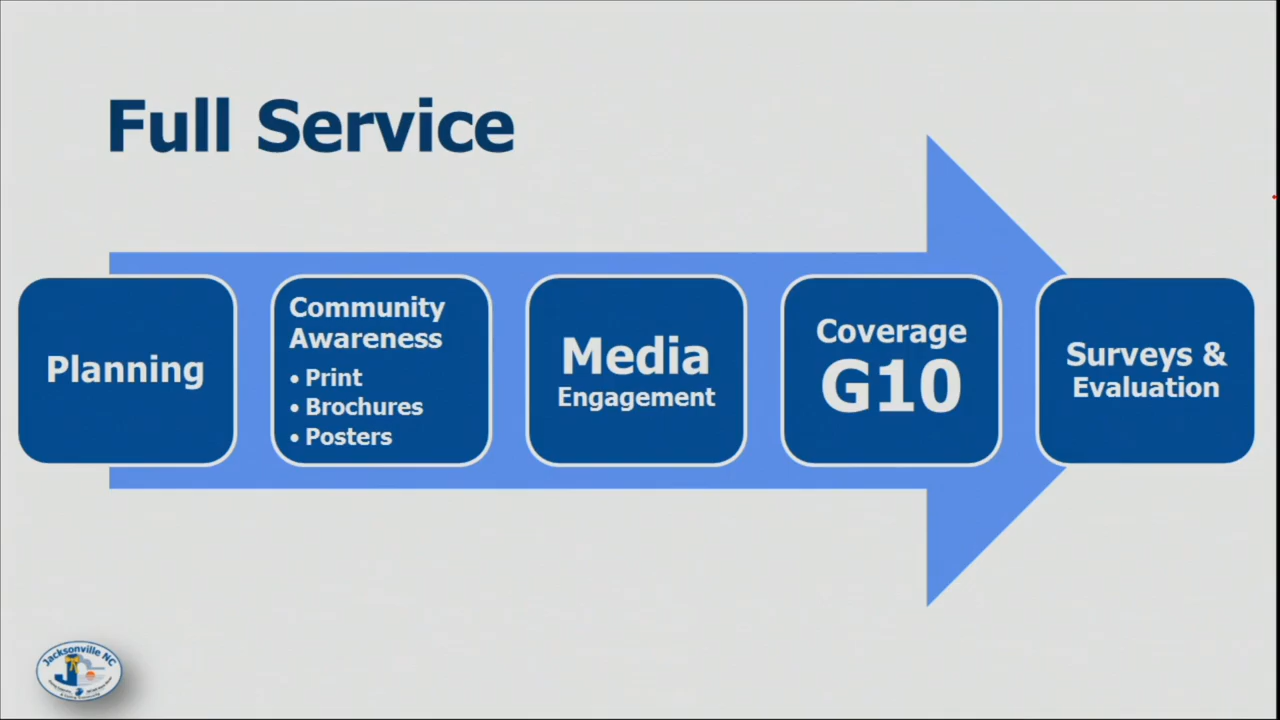 Full Service
Planning
Community
Awareness
• Print
• Brochures
• Posters
Media
Engagement
Coverage
G10
Surveys &
Evaluation
Jacksonville NC